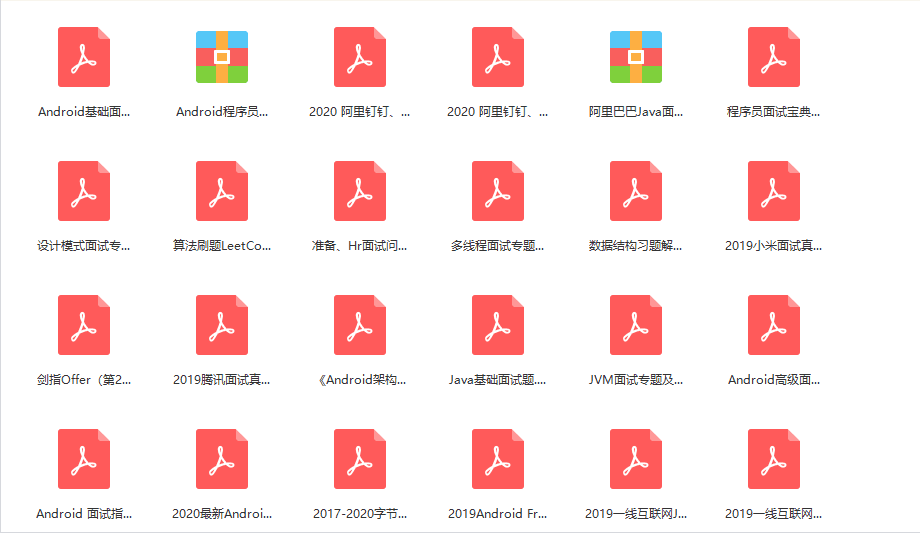 Android基础面...
Android程序员...
2020 阿里钉钉、...
2020 阿里钉钉、...
阿里巴巴Java面...
程序员面试宝典...
设计模式面试专...
算法刷题LeetCo...
准备、Hr面试问...
多线程面试专题...
数据结构习题解...
2019小米面试真...
剑指Offer（第2...
2019腾讯面试真...
《Android架构...
Java基础面试题....
JVM面试专题及...
Android高级面...
Android 面试指...
2020最新Androi...
2017-2020字节...
2019Android Fr...
2019一线互联网J...
2019一线互联网...